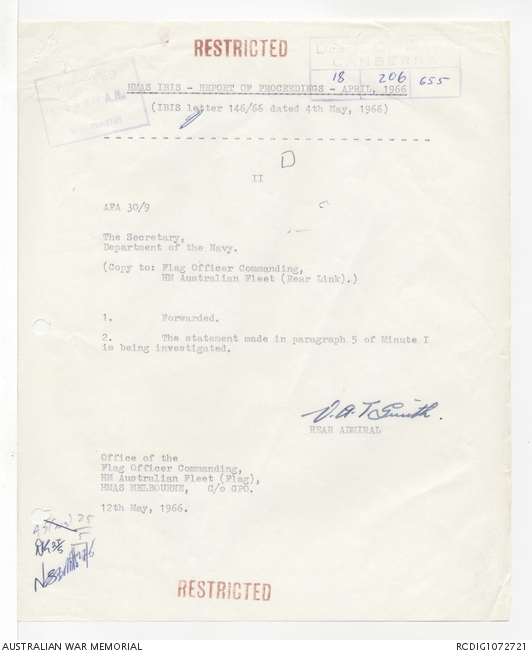 RESTRICTED
CANBERRA
18 206 655
HMAS IBIS - REPORT OF PROCEEDINGS - APRIL, 1966
(IBIS letter 146/66 dated 4th May, 1966)
II
AFA 30/9
The Secretary,
Department of the Navy.
(Copy to: Flag Officer Commanding,
HM Australian Fleet (Rear Link).)
1. Forwarded.
2. The statement made in paragraph 5 of Minute I
is being investigated.
V.A.T. Smith.
REAR ADMIRAL
Office of the
Flag Officer Commanding,
HM Australian Fleet (Flag),
HMAS MELBOURNE, C/o GPO.
12th May, 1966.
RESTRICTED
AUSTRALIAN WAR MEMORIAL
RCDIG1072721